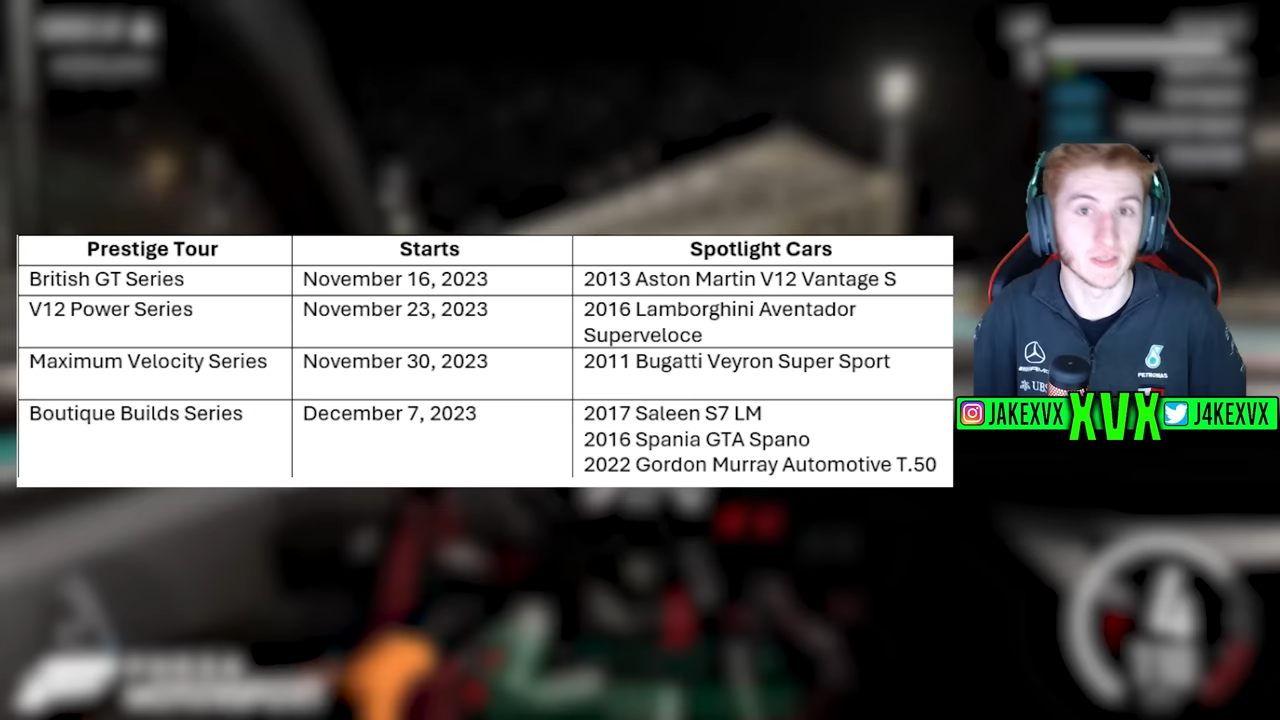 Prestige Tour Starts Spotlight Cars
British GT Series November 16, 2023 2013 Aston Martin V12 Vantage S
V12 Power Series November 23, 2023 2016 Lamborghini Aventador
Superveloce
Maximum Velocity Series November 30, 2023 2011 Bugatti Veyron Super Sport
Boutique Builds Series December 7, 2023 2017 Saleen S7 LM
2016 Spania GTA Spano
2022 Gordon Murray Automotive T.50
PETRONAS
UBS
JAKEXVX XVX J4KEXVX